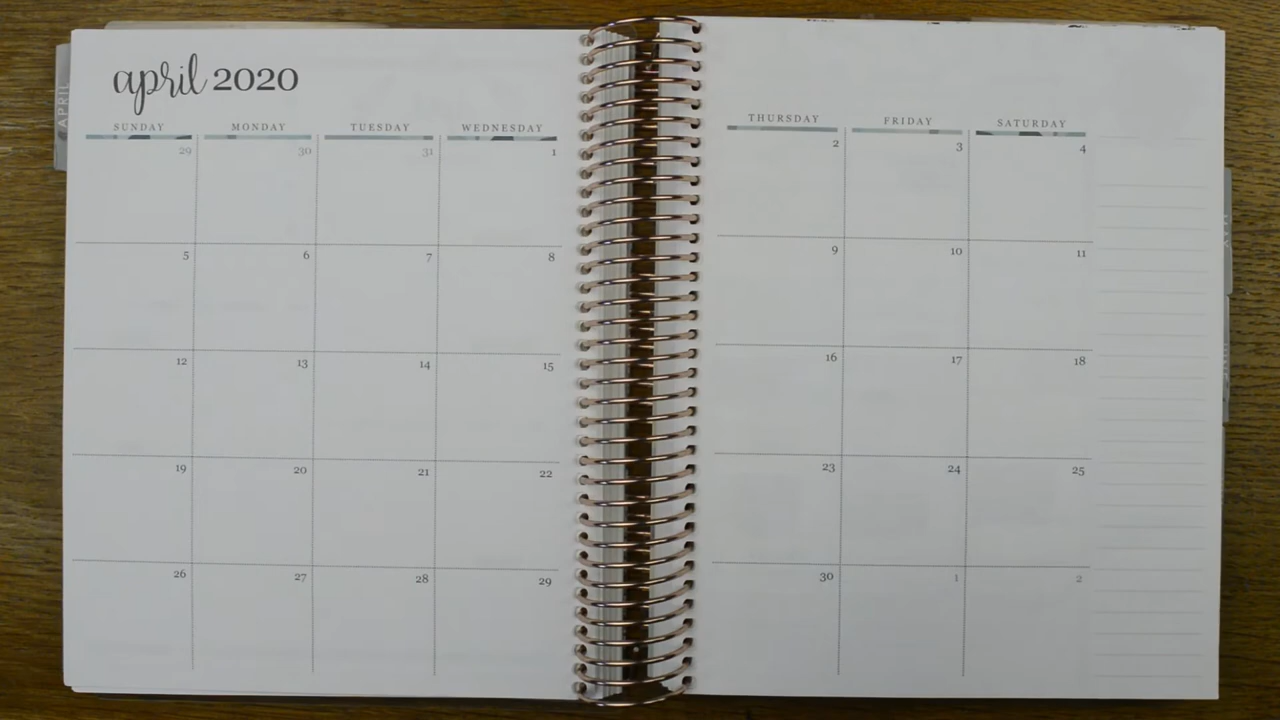 april 2020
APRIL
SUNDAY MONDAY TUESDAY WEDNESDAY THURSDAY FRIDAY SATURDAY
29 30 31 1 2 3 4
5 6 7 8 9 10 11
12 13 14 15 16 17 18
19 20 21 22 23 24 25
26 27 28 29 30 1 2